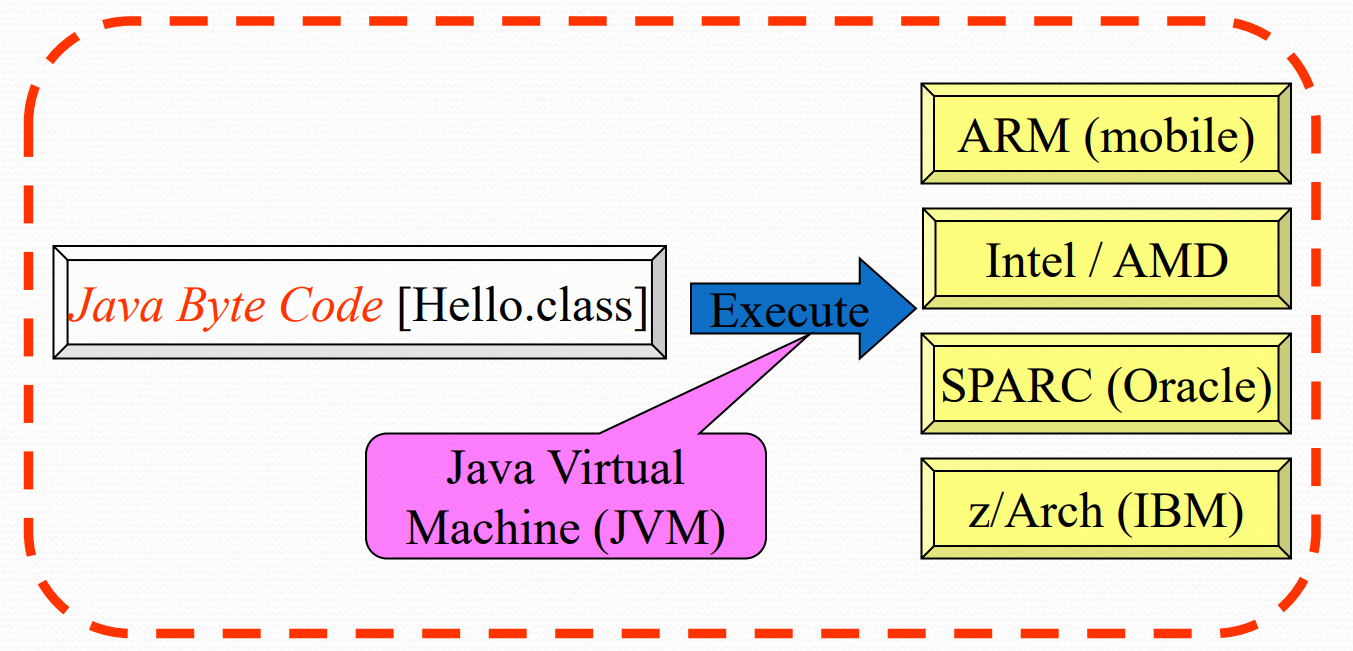 Java Byte Code [Hello.class]
Execute
Java Virtual
Machine (JVM)
ARM (mobile)
Intel / AMD
SPARC (Oracle)
z/Arch (IBM)